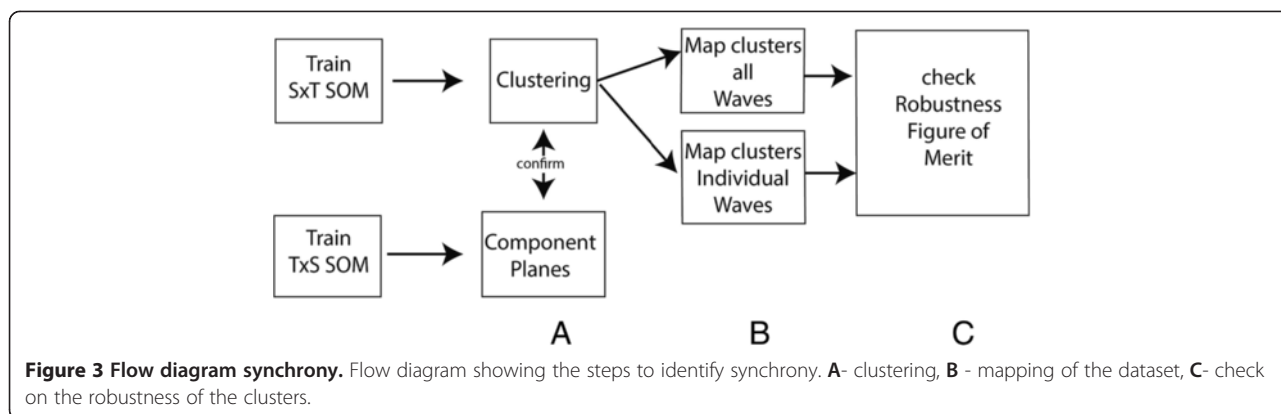 Train
SxT SOM
Clustering
Map clusters
all
Waves
check
Robustness
Figure of
Merit
confirm
Map clusters
Individual
Waves
Train
TxS SOM
Component
Planes
A
B
C
Figure 3 Flow diagram synchrony. Flow diagram showing the steps to identify synchrony. A- clustering, B - mapping of the dataset, C- check
on the robustness of the clusters.